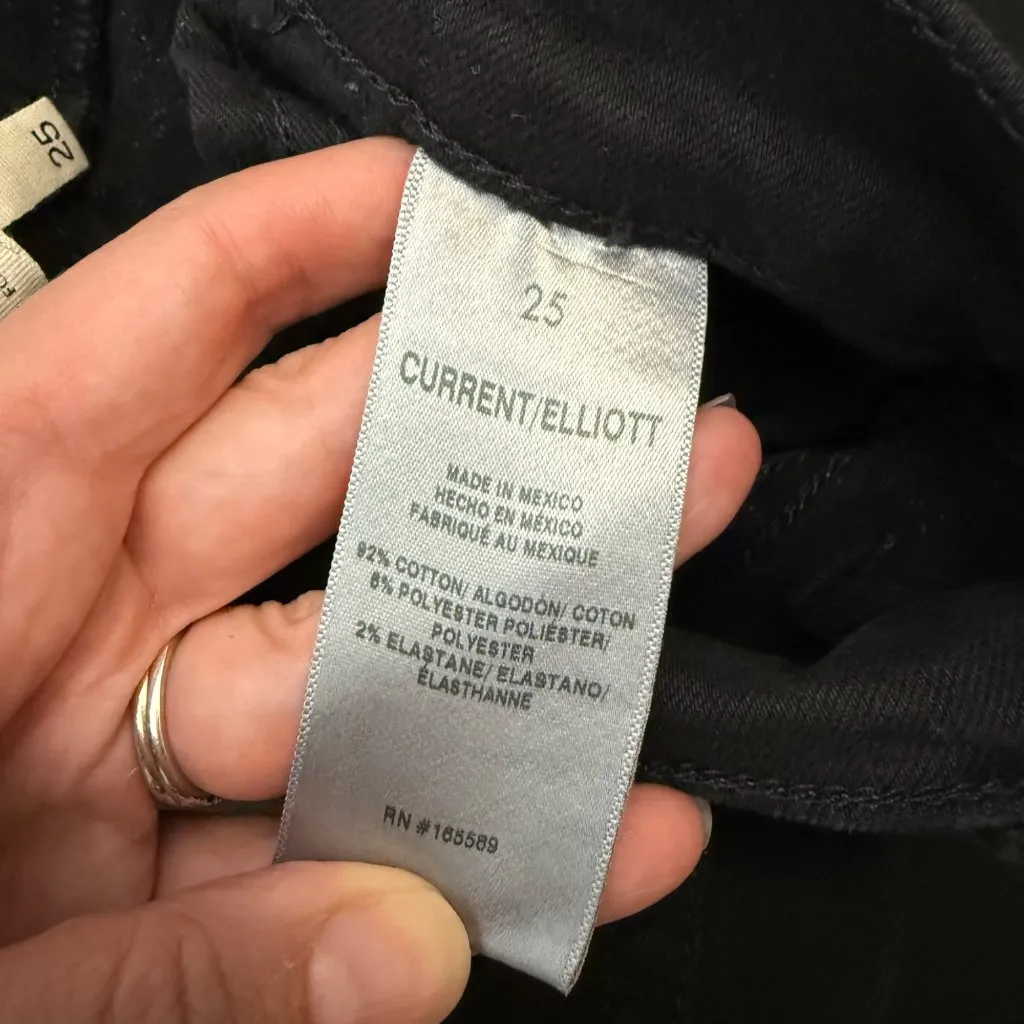 25
25
CURRENT/ELLIOTT
MADE IN MEXICO
HECHO EN MÉXICO
FABRIQUÉ AU MEXIQUE
92% COTTON/ ALGODÓN/ COTON
6% POLYESTER POLIÉSTER/
POLYESTER
2% ELASTANE/ ELASTANO/
ÉLASTHANNE
RN #165589